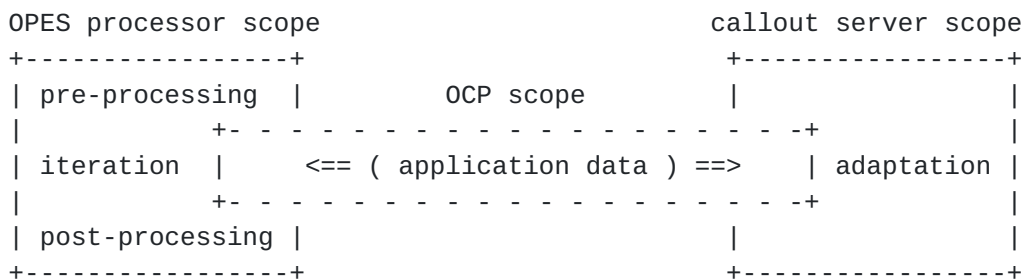 OPES processor scope                          callout server scope
+-----------------+                           +-----------------+
| pre-processing  |         OCP scope         |                 |
|            +- - - - - - - - - - - - - - - - - - - -+            |
| iteration  |     <== ( application data ) ==>    | adaptation |
|            +- - - - - - - - - - - - - - - - - - - -+            |
| post-processing |                           |                 |
+-----------------+                           +-----------------+